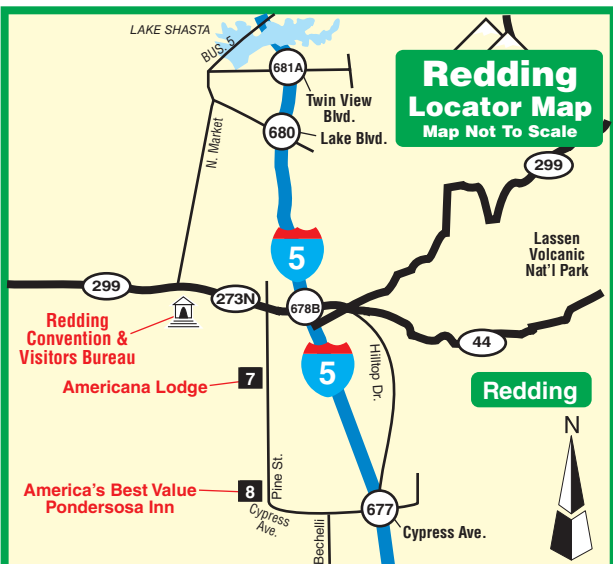 LAKE SHASTA
BUS. 5
681A
Twin View
Blvd.
680
Lake Blvd.
N. Market
Redding
Locator Map
Map Not To Scale
299
Lassen
Volcanic
Nat'l Park
5
299
273N
678B
Redding
Convention &
Visitors Bureau
44
5
Hilltop Dr.
Americana Lodge
7
Redding
N
America's Best Value
Pondersosa Inn
8
Pine St.
Cypress
Ave.
677
Cypress Ave.
Bechelli